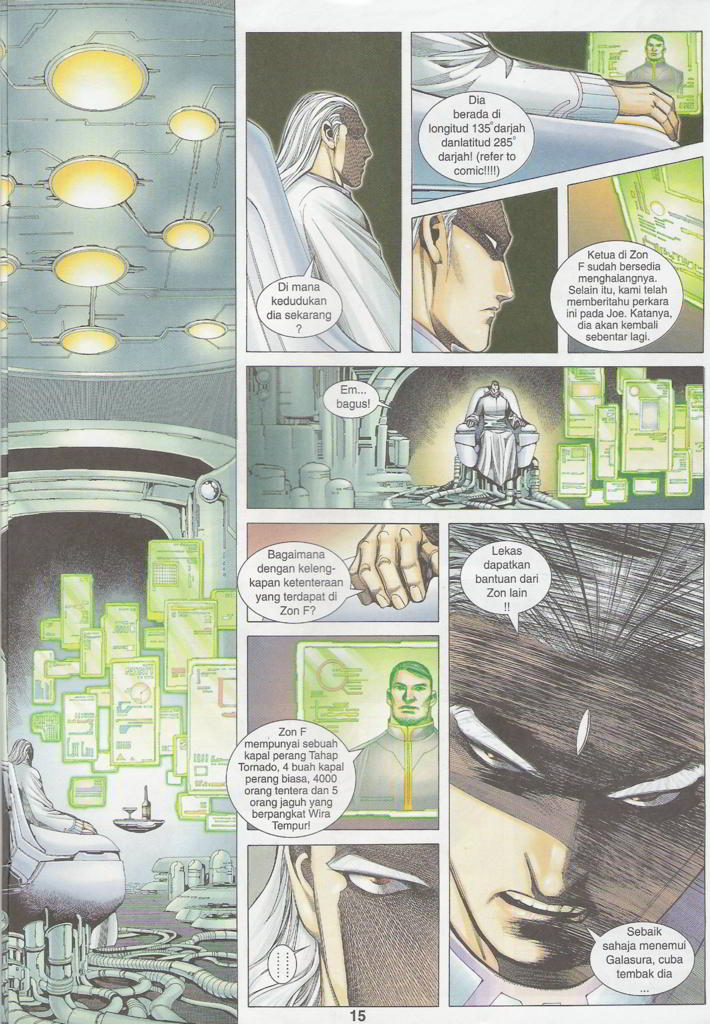 Di mana
kedudukan
dia sekarang
?
Dia
berada di
longitud 135°darjah
danlatitud 285°
darjah! (refer to
comic!!!!)
Ketua di Zon
F sudah bersedia
menghalangnya.
Selain itu, kami telah
memberitahu perkara
ini pada Joe. Katanya,
dia akan kembali
sebentar lagi.
Em...
bagus!
Bagaimana
dengan keleng-
kapan ketenteraan
yang terdapat di
Zon F?
Zon F
mempunyai sebuah
kapal perang Tahap
Tornado, 4 buah kapal
perang biasa, 4000
orang tentera dan 5
orang jaguh yang
berpangkat Wira
Tempur!
Lekas
dapatkan
bantuan dari
Zon lain
!!
Sebaik
sahaja menemui
Galasura, cuba
tembak dia
...
15